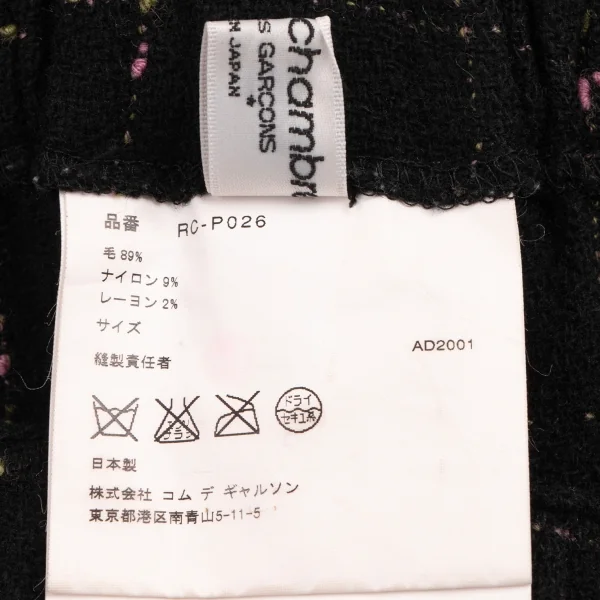 chambr
S GARCONS
N JAPAN
品番 RC-P026
毛 89%
ナイロン 9%
レーヨン 2%
サイズ
AD2001
縫製責任者
ドライ
セキユ系
日本製
株式会社 コム デ ギャルソン
東京都港区南青山5-11-5